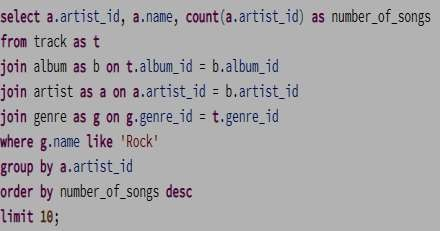 select a.artist_id, a.name, count(a.artist_id) as number_of_songs
from track as t
join album as b on t.album_id = b.album_id
join artist as a on a.artist_id = b.artist_id
join genre as g on g.genre_id = t.genre_id
where g.name like 'Rock'
group by a.artist_id
order by number_of_songs desc
limit 10;